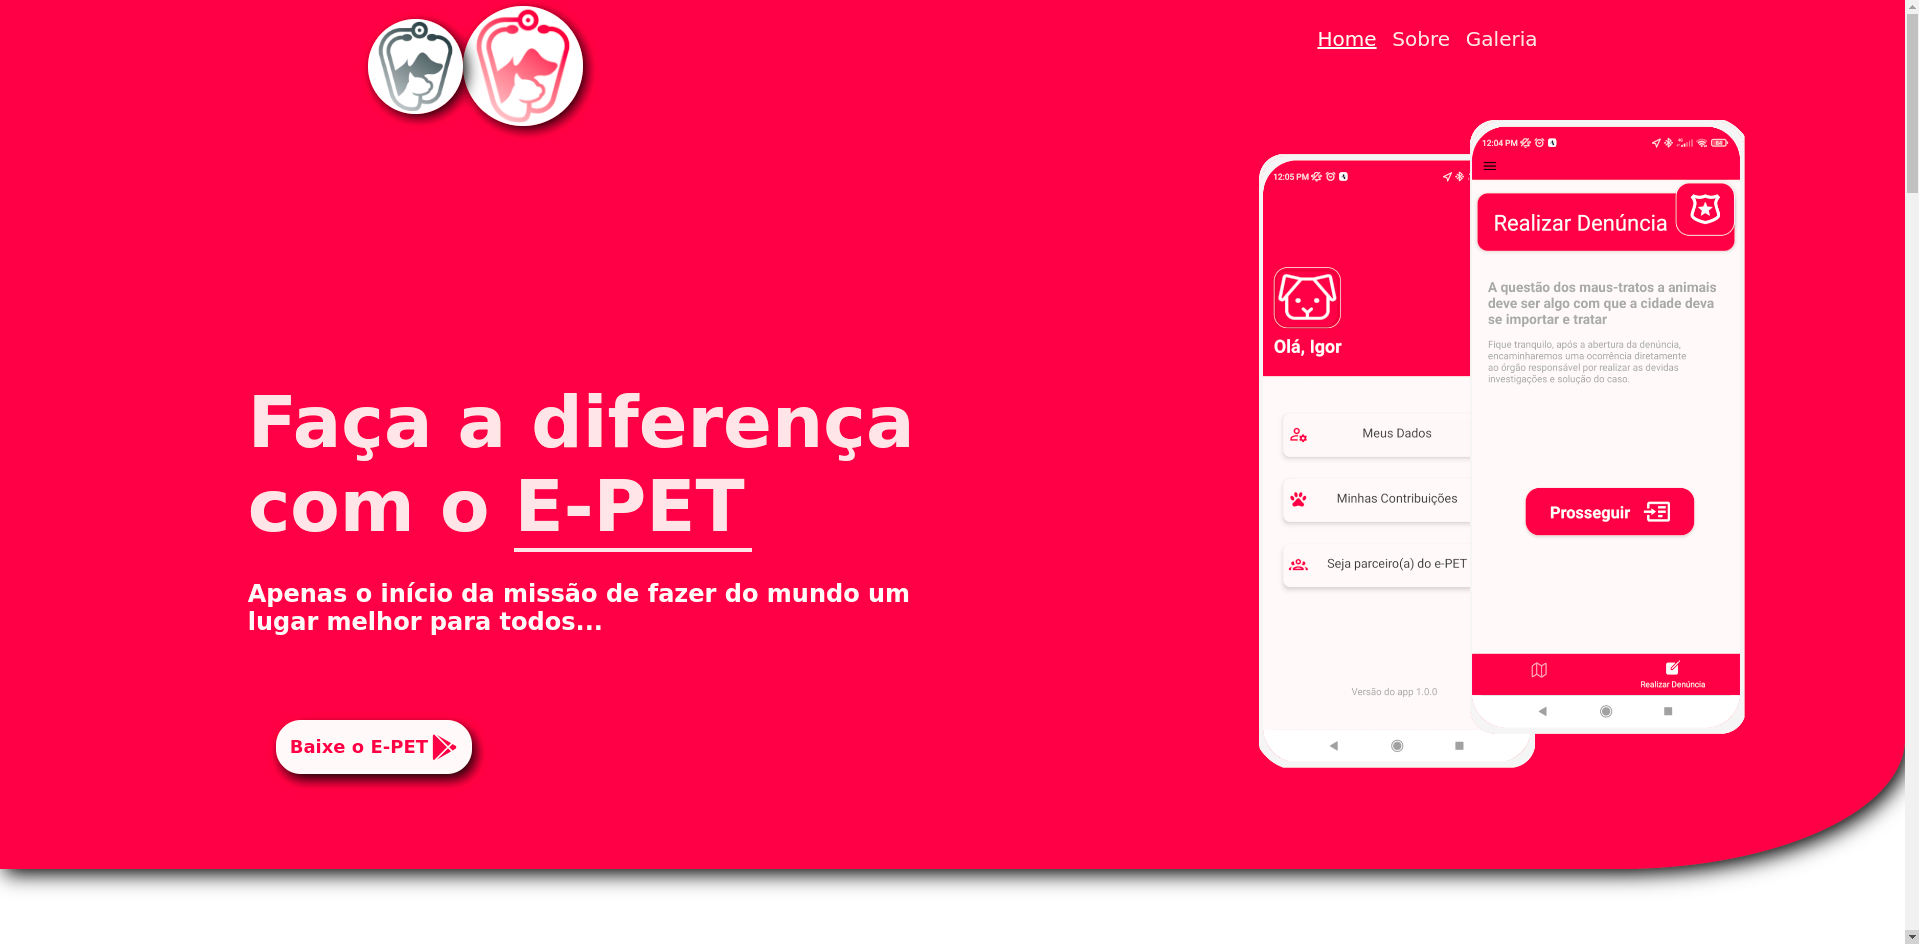 Home Sobre Galeria
Faça a diferença
com o E-PET
Apenas o início da missão de fazer do mundo um
lugar melhor para todos...
Baixe o E-PET
12:05 PM
Olá, Igor
Meus Dados
Minhas Contribuições
Seja parceiro(a) do e-PET
Versão do app 1.0.0
12:04 PM
Realizar Denúncia
A questão dos maus-tratos a animais
deve ser algo com que a cidade deva
se importar e tratar
Fique tranquilo, após a abertura da denúncia,
encaminharemos uma ocorrência diretamente
ao órgão responsável por realizar as devidas
investigações e solução do caso.
Prosseguir
Realizar Denúncia